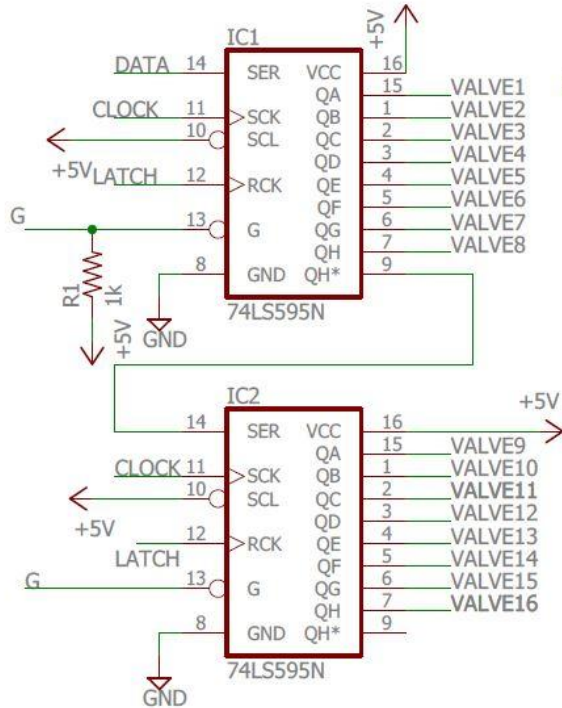 IC1
+5V
DATA 14 SER VCC 16
QA 15 VALVE1
CLOCK 11 SCK QB 1 VALVE2
10 SCL QC 2 VALVE3
+5V QD 3 VALVE4
LATCH 12 RCK QE 4 VALVE5
QF 5 VALVE6
G 13 G QG 6 VALVE7
QH 7 VALVE8
8 GND QH* 9
R1 1k
+5V
GND
74LS595N
IC2
+5V
14 SER VCC 16
QA 15 VALVE9
CLOCK 11 SCK QB 1 VALVE10
10 SCL QC 2 VALVE11
+5V QD 3 VALVE12
12 RCK QE 4 VALVE13
LATCH QF 5 VALVE14
G 13 G QG 6 VALVE15
QH 7 VALVE16
8 GND QH* 9
74LS595N
GND